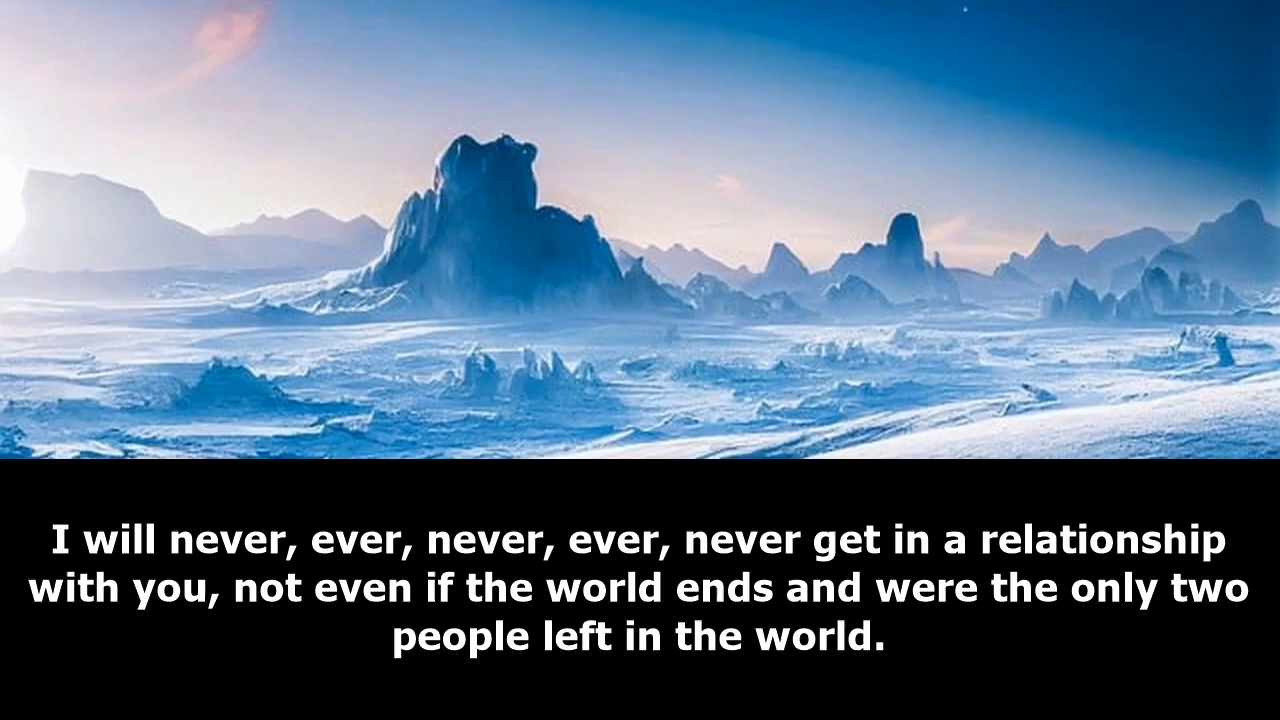 I will never, ever, never, ever, never get in a relationship
with you, not even if the world ends and were the only two
people left in the world.